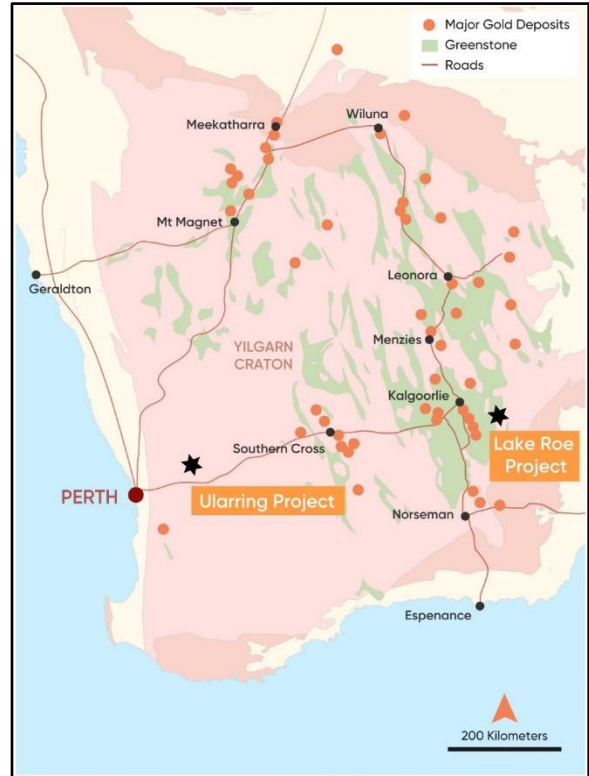 Major Gold Deposits
Greenstone
Roads
Meekatharra
Wiluna
Mt Magnet
Geraldton
Leonora
YILGARN
CRATON
Menzies
Kalgoorlie
Southern Cross
Lake Roe
Project
PERTH
Ularring Project
Norseman
Espenance
200 Kilometers